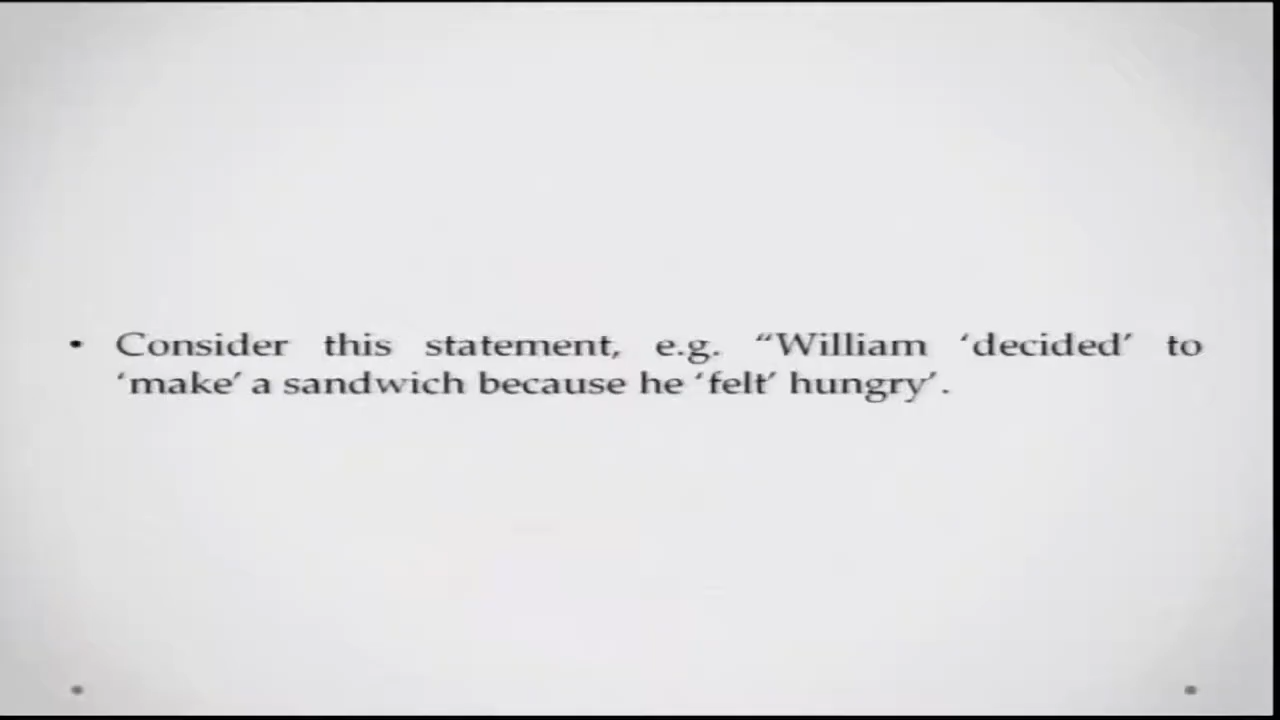 • Consider this statement, e.g. “William ‘decided’ to
‘make’ a sandwich because he ‘felt’ hungry’.